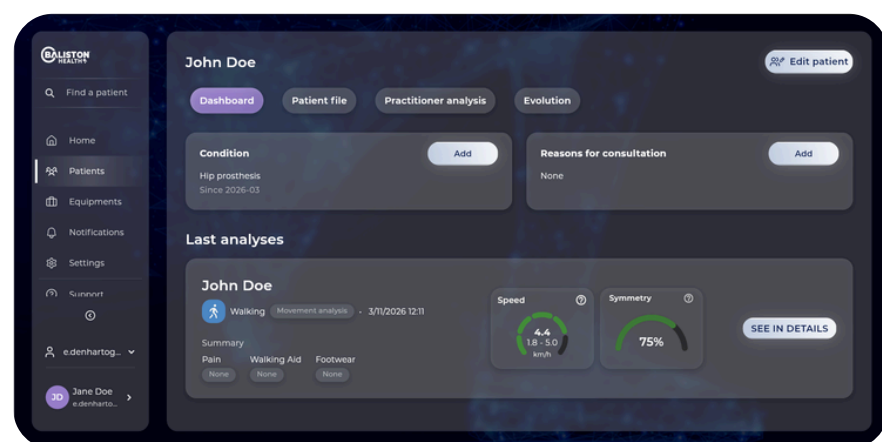 BALISTON
HEALTH
Find a patient
Home
Patients
Equipments
Notifications
Settings
Support
e.denhartog...
JD
Jane Doe
e.denharto...
John Doe
Edit patient
Dashboard
Patient file
Practitioner analysis
Evolution
Condition
Add
Hip prosthesis
Since 2026-03
Reasons for consultation
Add
None
Last analyses
John Doe
Walking Movement analysis - 3/11/2026 12:11
Summary
Pain Walking Aid Footwear
None None None
Speed
4.4
1.8 - 5.0
km/h
Symmetry
75%
SEE IN DETAILS